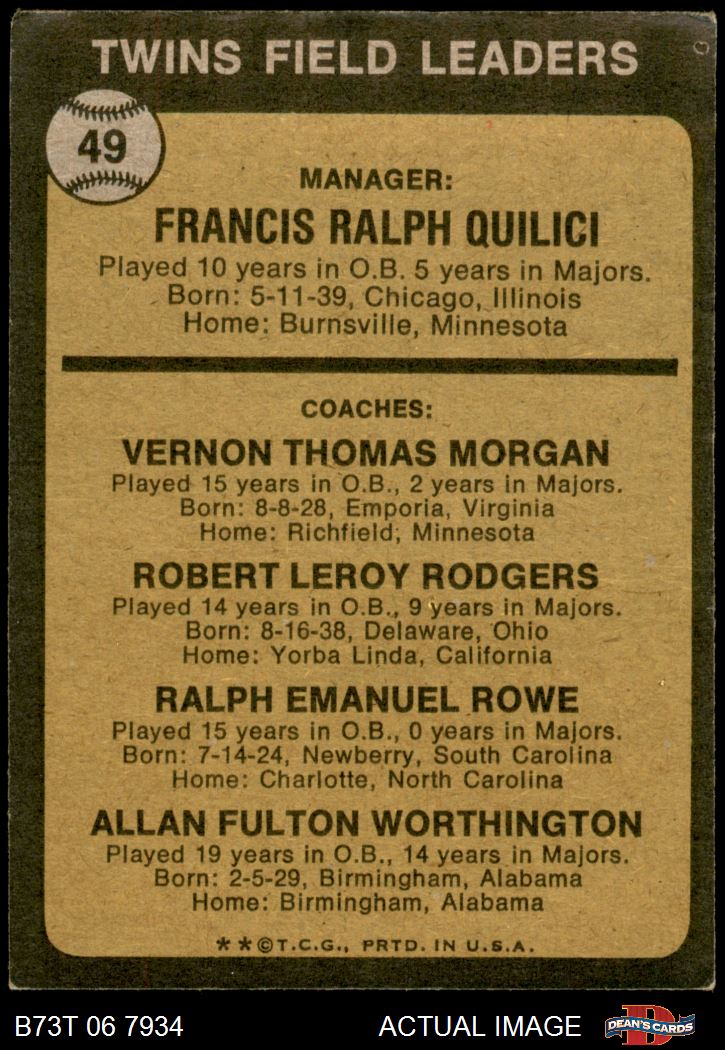 TWINS FIELD LEADERS
49
MANAGER:
FRANCIS RALPH QUILICI
Played 10 years in O.B. 5 years in Majors.
Born: 5-11-39, Chicago, Illinois
Home: Burnsville, Minnesota
COACHES:
VERNON THOMAS MORGAN
Played 15 years in O.B., 2 years in Majors.
Born: 8-8-28, Emporia, Virginia
Home: Richfield, Minnesota
ROBERT LEROY RODGERS
Played 14 years in O.B., 9 years in Majors.
Born: 8-16-38, Delaware, Ohio
Home: Yorba Linda, California
RALPH EMANUEL ROWE
Played 15 years in O.B., 0 years in Majors.
Born: 7-14-24, Newberry, South Carolina
Home: Charlotte, North Carolina
ALLAN FULTON WORTHINGTON
Played 19 years in O.B., 14 years in Majors.
Born: 2-5-29, Birmingham, Alabama
Home: Birmingham, Alabama
**©T.C.G., PRTD. IN U.S.A.
B73T 06 7934 ACTUAL IMAGE D DEAN'S CARDS